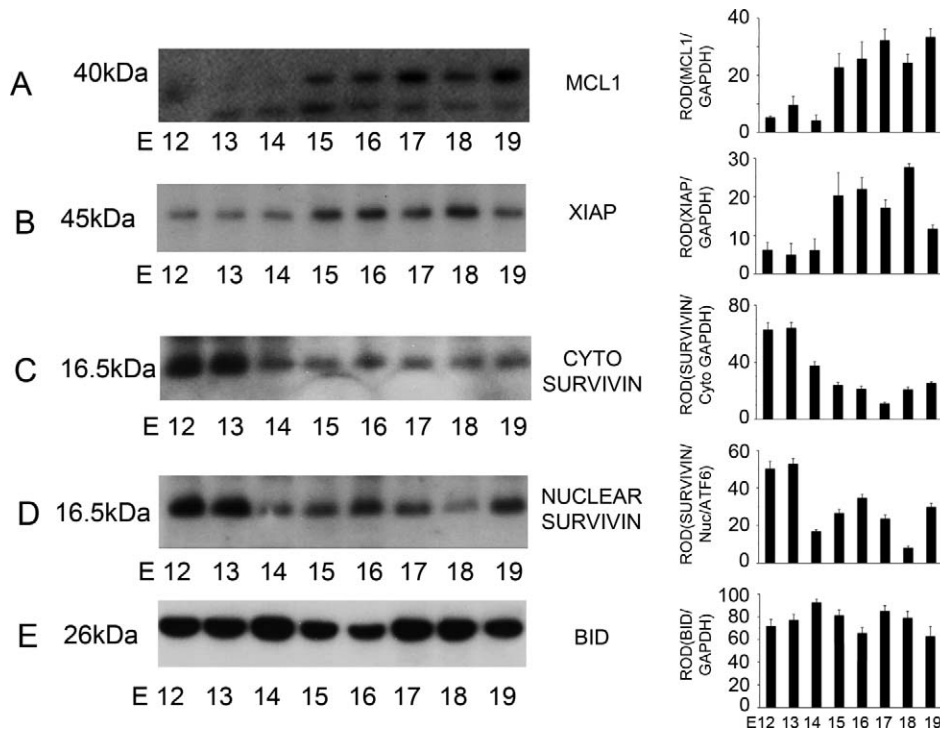 A
40kDa
MCL1
E 12 13 14 15 16 17 18 19
ROD(MCL1/
GAPDH)
40
20
0
B
45kDa
XIAP
E 12 13 14 15 16 17 18 19
ROD(XIAP/
GAPDH)
30
20
10
0
C
16.5kDa
CYTO
SURVIVIN
E 12 13 14 15 16 17 18 19
ROD(SURVIVIN/
Cyto GAPDH)
80
40
0
D
16.5kDa
NUCLEAR
SURVIVIN
E 12 13 14 15 16 17 18 19
ROD(SURVIVIN/
Nuc/ATF6)
60
40
20
0
E
26kDa
BID
E 12 13 14 15 16 17 18 19
ROD(BID/
GAPDH)
100
80
60
40
20
0
E12 13 14 15 16 17 18 19